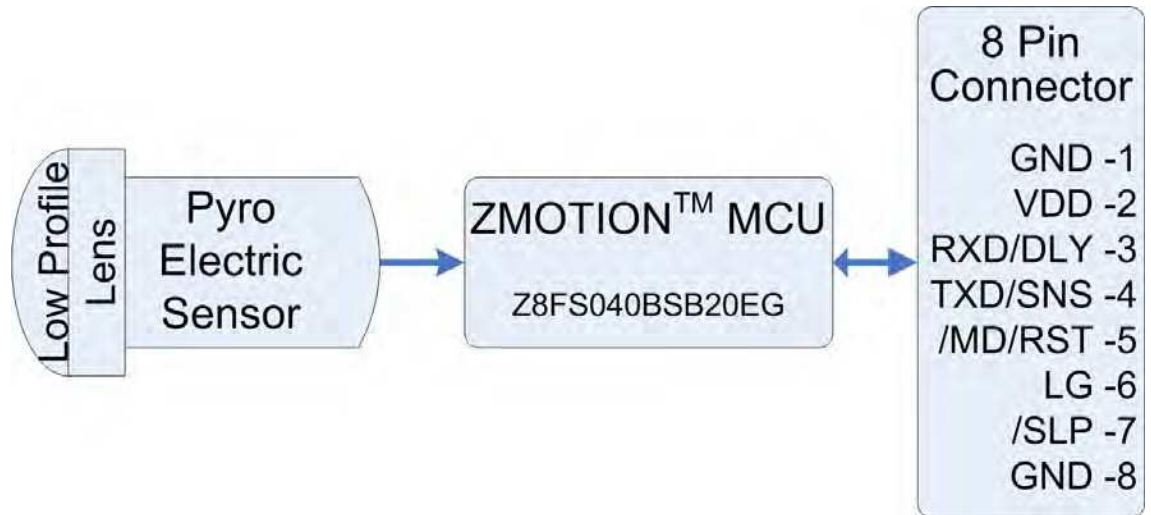 Low Profile
Lens
Pyro
Electric
Sensor
ZMOTION™ MCU
Z8FS040BSB20EG
8 Pin
Connector
GND -1
VDD -2
RXD/DLY -3
TXD/SNS -4
/MD/RST -5
LG -6
/SLP -7
GND -8